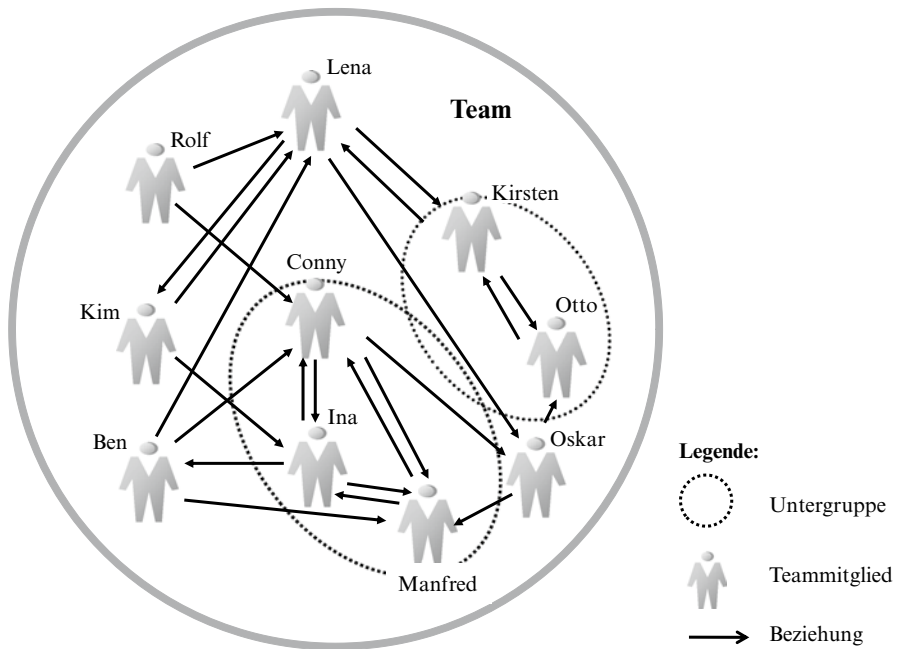 Lena
Team
Rolf
Kirsten
Conny
Otto
Kim
Ina
Ben
Oskar
Manfred
Legende:
Untergruppe
Teammitglied
Beziehung